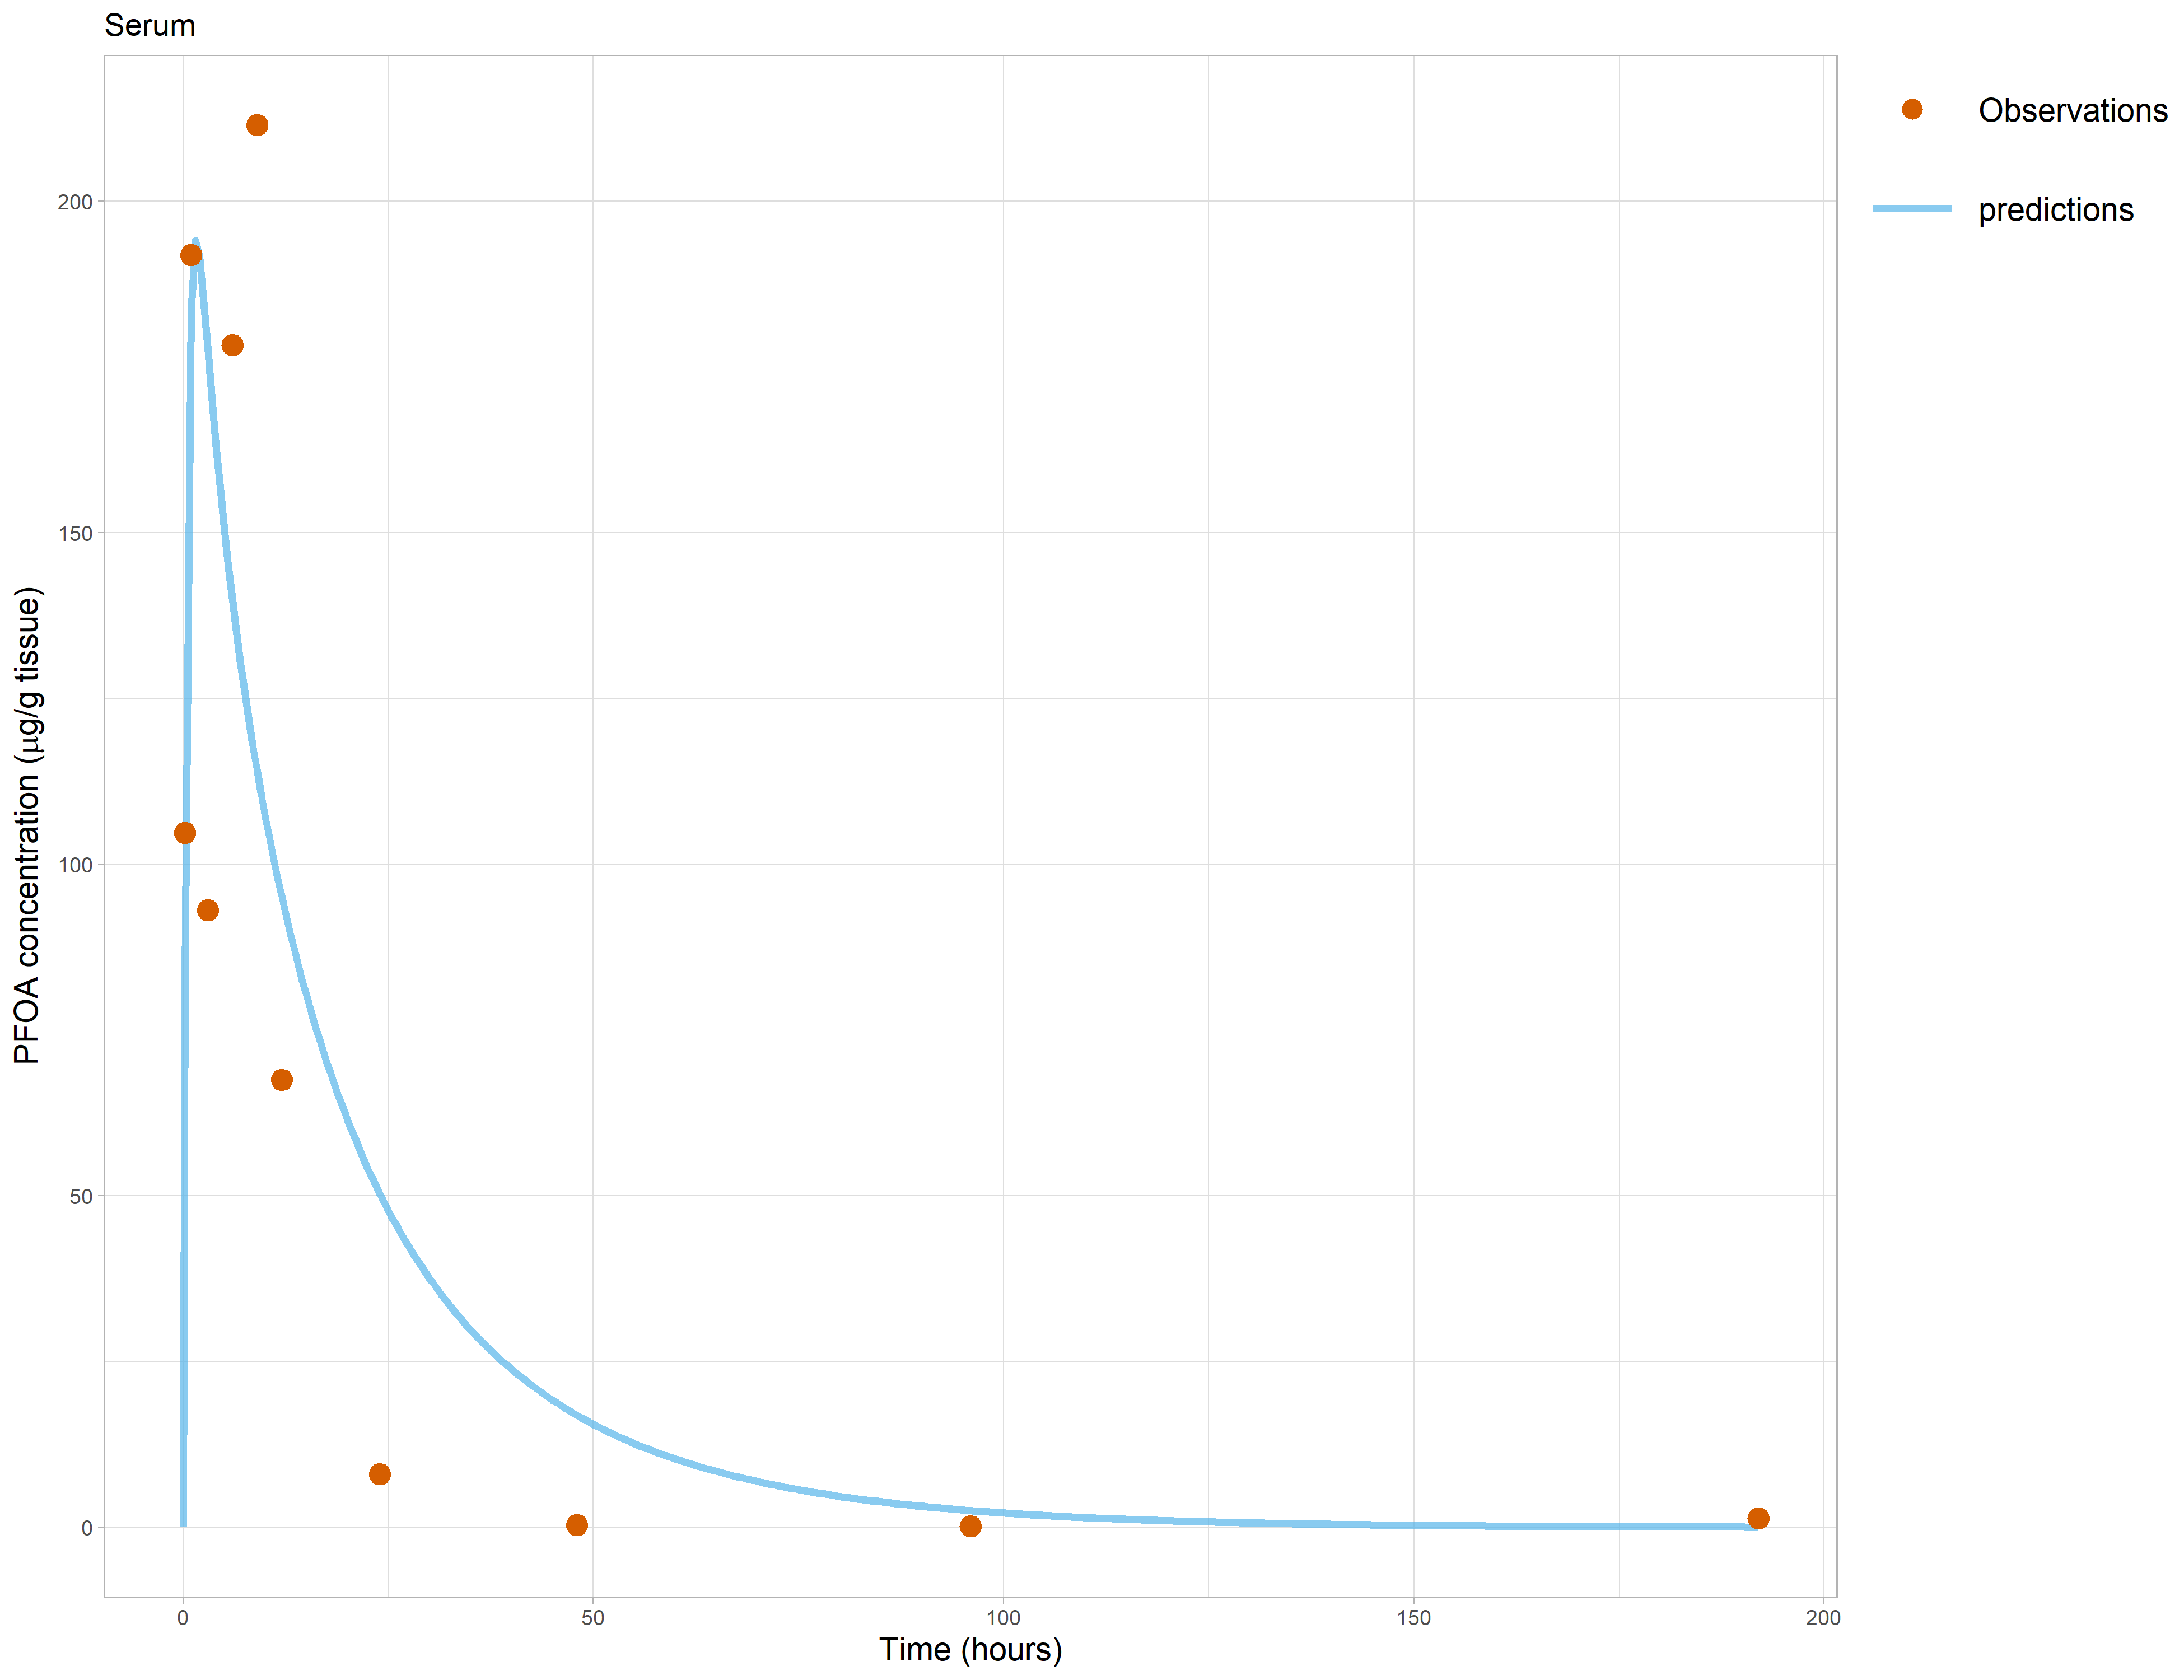 Serum
Observations
predictions
PFOA concentration (μg/g tissue)
200
150
100
50
0
0 50 100 150 200
Time (hours)